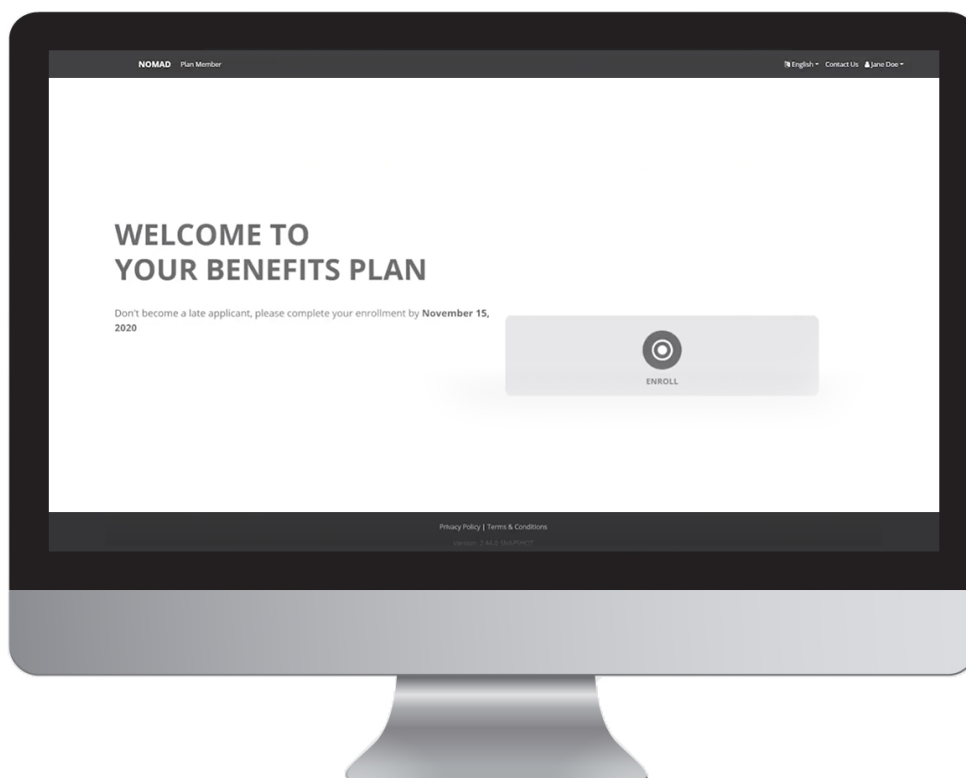 NOMAD Plan Member English Contact Us Jane Doe
WELCOME TO
YOUR BENEFITS PLAN
Don't become a late applicant, please complete your enrollment by November 15,
2020
ENROLL
Privacy Policy | Terms & Conditions